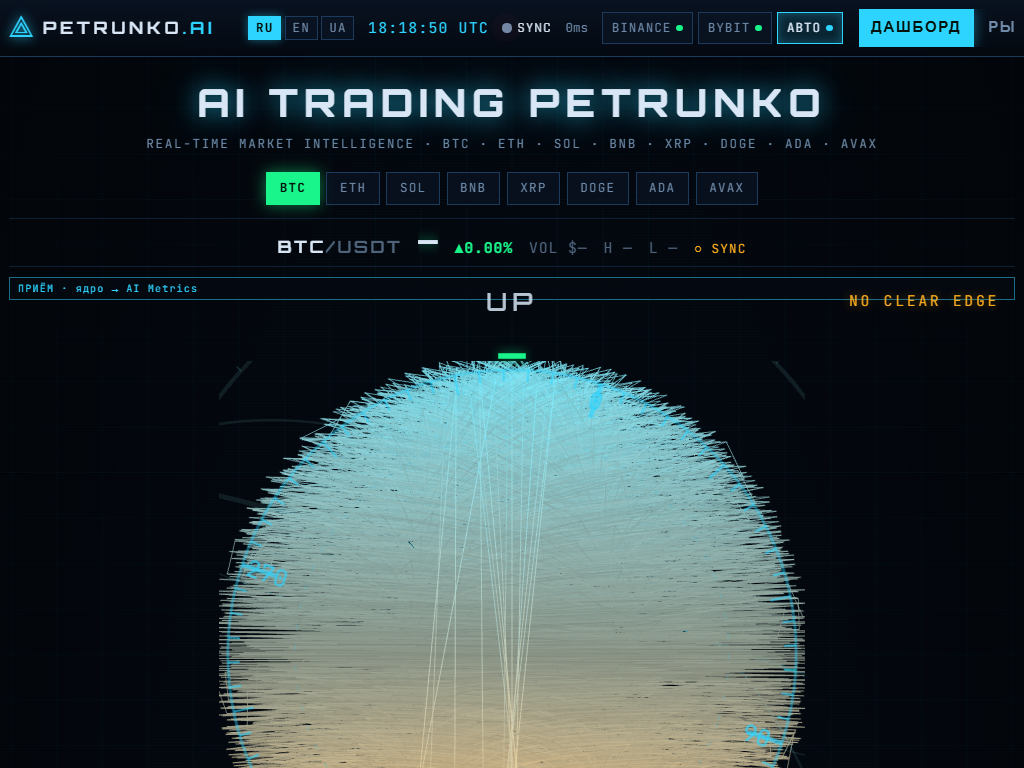 PETRUNKO.AI RU EN UA 18:18:50 UTC SYNC 0ms BINANCE BYBIT АВТО ДАШБОРД РЫ
AI TRADING PETRUNKO
REAL-TIME MARKET INTELLIGENCE · BTC · ETH · SOL · BNB · XRP · DOGE · ADA · AVAX
BTC ETH SOL BNB XRP DOGE ADA AVAX
BTC/USDT — ▲0.00% VOL $— H — L — SYNC
ПРИЁМ · ядро → AI Metrics
UP
NO CLEAR EDGE